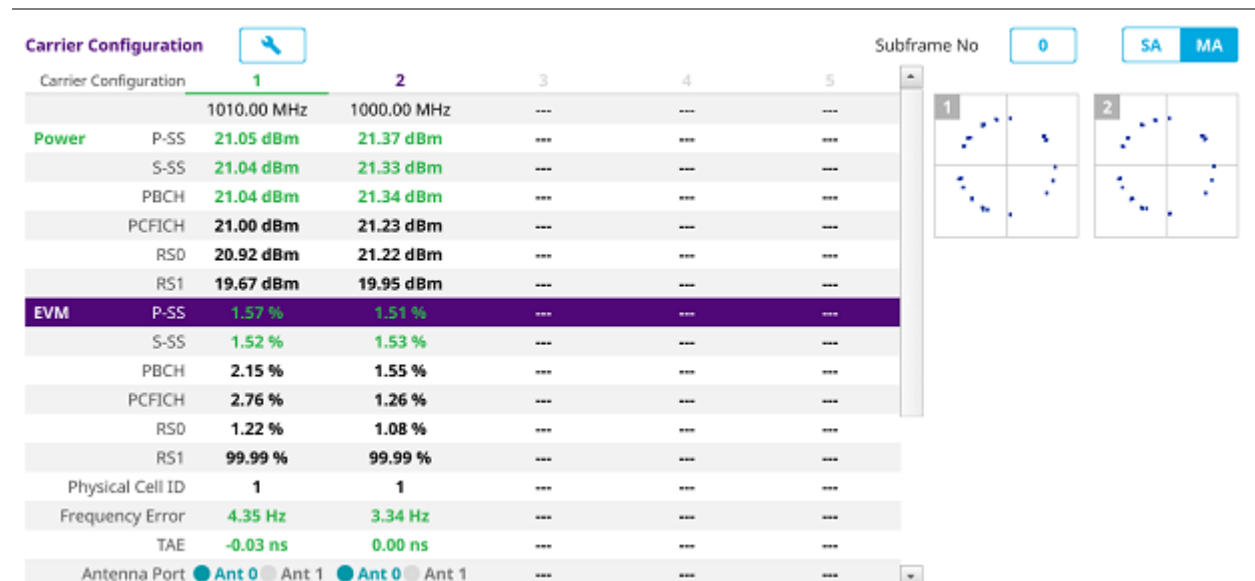 Carrier Configuration Subframe No 0 SA MA
Carrier Configuration 1 2 3 4 5
1010.00 MHz 1000.00 MHz --- --- ---
Power P-SS 21.05 dBm 21.37 dBm --- --- ---
S-SS 21.04 dBm 21.33 dBm --- --- ---
PBCH 21.04 dBm 21.34 dBm --- --- ---
PCFICH 21.00 dBm 21.23 dBm --- --- ---
RS0 20.92 dBm 21.22 dBm --- --- ---
RS1 19.67 dBm 19.95 dBm --- --- ---
EVM P-SS 1.57 % 1.51 % --- --- ---
S-SS 1.52 % 1.53 % --- --- ---
PBCH 2.15 % 1.55 % --- --- ---
PCFICH 2.76 % 1.26 % --- --- ---
RS0 1.22 % 1.08 % --- --- ---
RS1 99.99 % 99.99 % --- --- ---
Physical Cell ID 1 1 --- --- ---
Frequency Error 4.35 Hz 3.34 Hz --- --- ---
TAE -0.03 ns 0.00 ns --- --- ---
Antenna Port Ant 0 Ant 1 Ant 0 Ant 1 --- --- ---
1 2